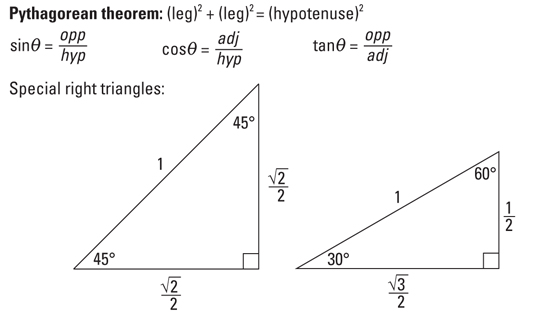 Pythagorean theorem: (leg)² + (leg)² = (hypotenuse)²
sinθ = opp/hyp
cosθ = adj/hyp
tanθ = opp/adj
Special right triangles:
45°
1
√2/2
45°
√2/2
60°
1
1/2
30°
√3/2